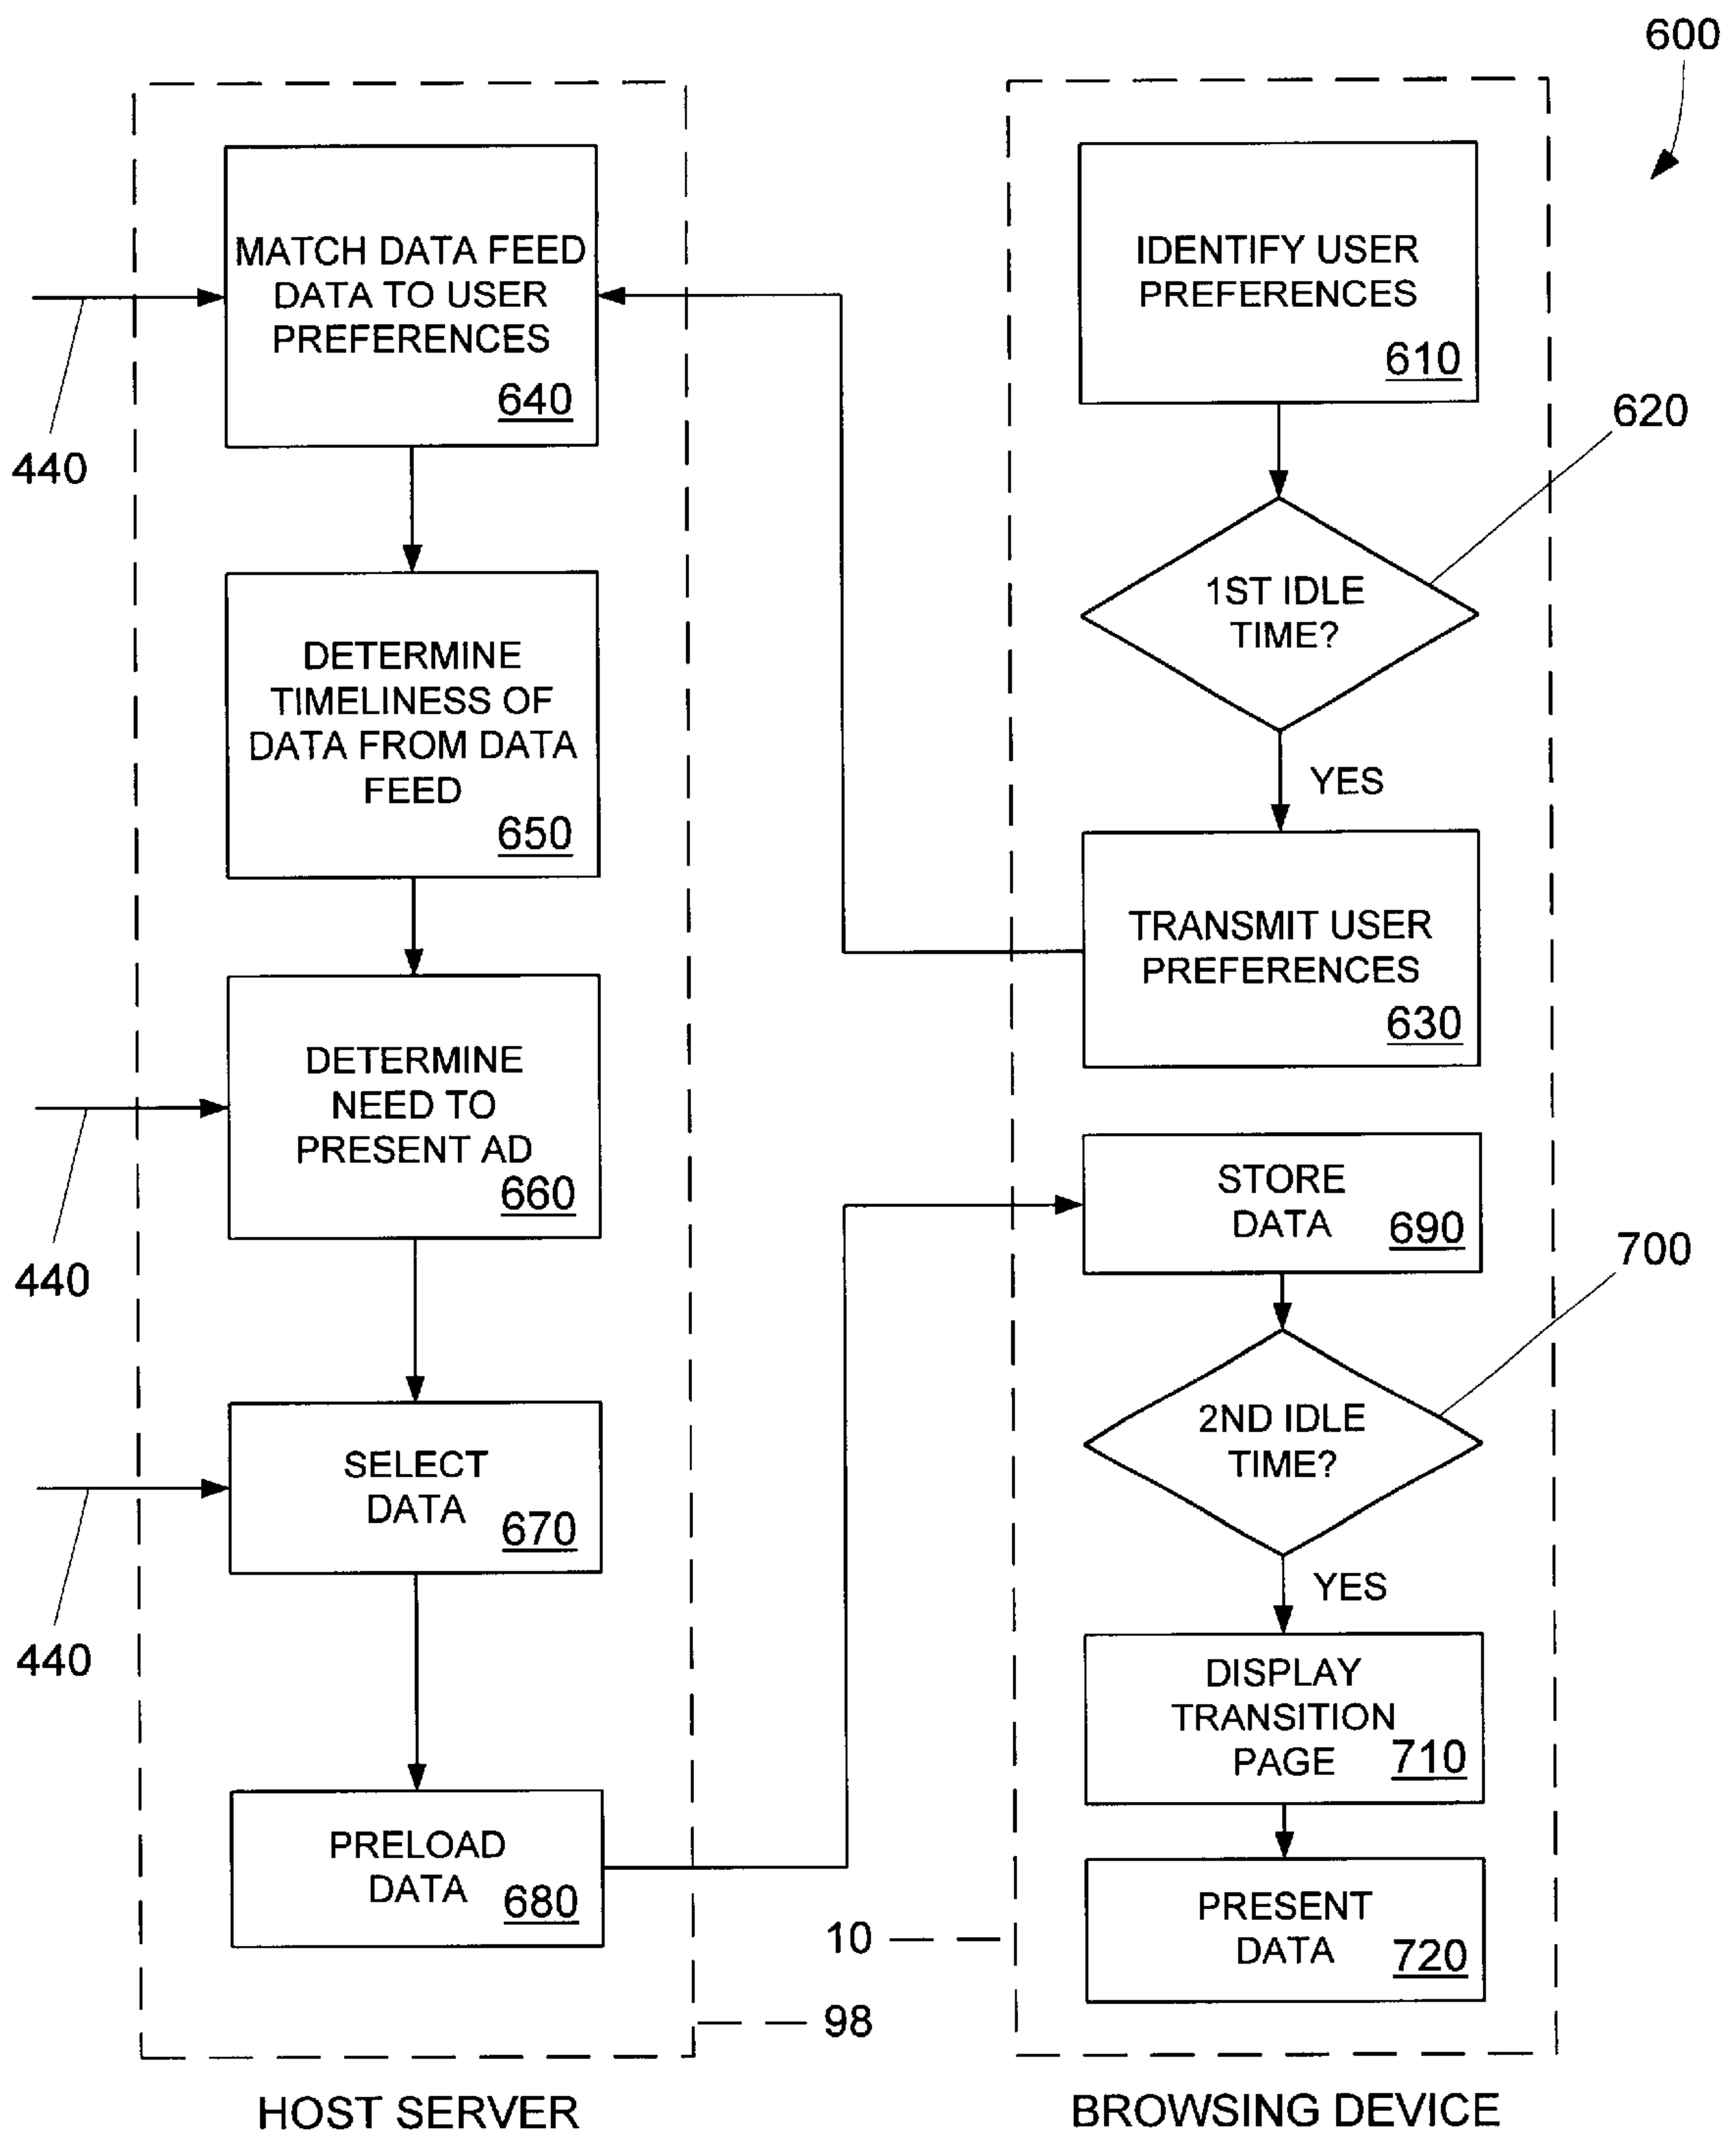 600
MATCH DATA FEED
DATA TO USER
PREFERENCES
640
440
DETERMINE
TIMELINESS OF
DATA FROM DATA
FEED
650
DETERMINE
NEED TO
PRESENT AD
660
440
SELECT
DATA
670
440
PRELOAD
DATA
680
98
HOST SERVER
IDENTIFY USER
PREFERENCES
610
620
1ST IDLE
TIME?
YES
TRANSMIT USER
PREFERENCES
630
STORE
DATA
690
700
2ND IDLE
TIME?
YES
DISPLAY
TRANSITION
PAGE
710
PRESENT
DATA
720
10
BROWSING DEVICE